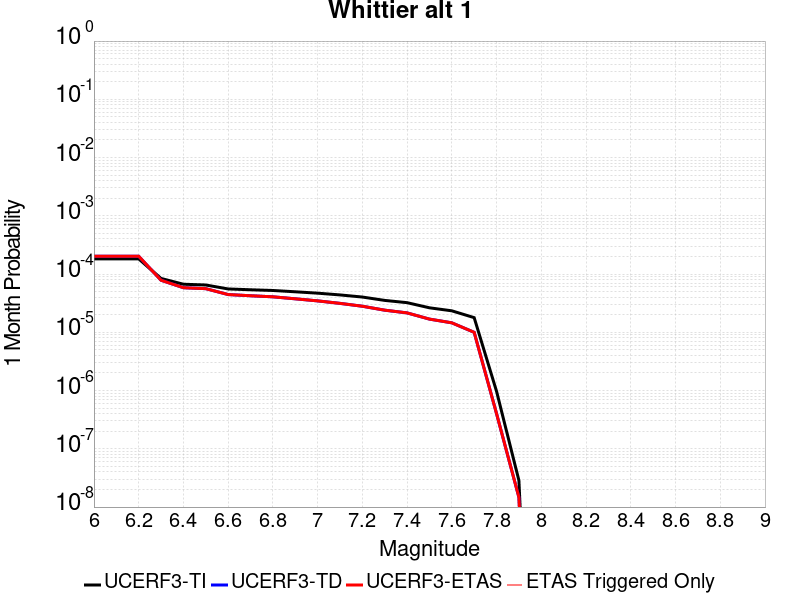 Whittier alt 1
10 0
10 -1
10 -2
10 -3
10 -4
10 -5
10 -6
10 -7
10 -8
1 Month Probability
6 6.2 6.4 6.6 6.8 7 7.2 7.4 7.6 7.8 8 8.2 8.4 8.6 8.8 9
Magnitude
UCERF3-TI UCERF3-TD UCERF3-ETAS ETAS Triggered Only